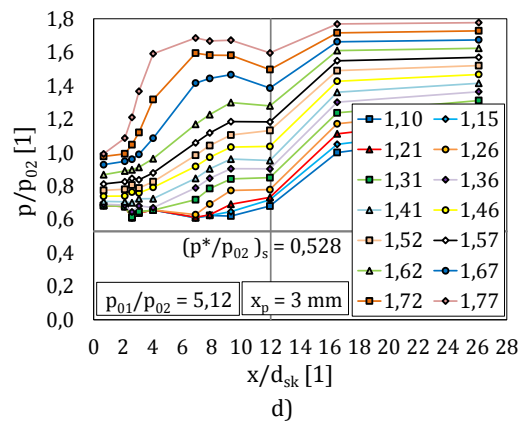 1,8
1,6
1,4
1,2
1,0
0,8
0,6
0,4
0,2
0,0
p/p02 [1]
1,10 1,15
1,21 1,26
1,31 1,36
1,41 1,46
1,52 1,57
1,62 1,67
1,72 1,77
(p*/p02 )s = 0,528
p01/p02 = 5,12 xp = 3 mm
0 2 4 6 8 10 12 14 16 18 20 22 24 26 28
x/dsk [1]
d)